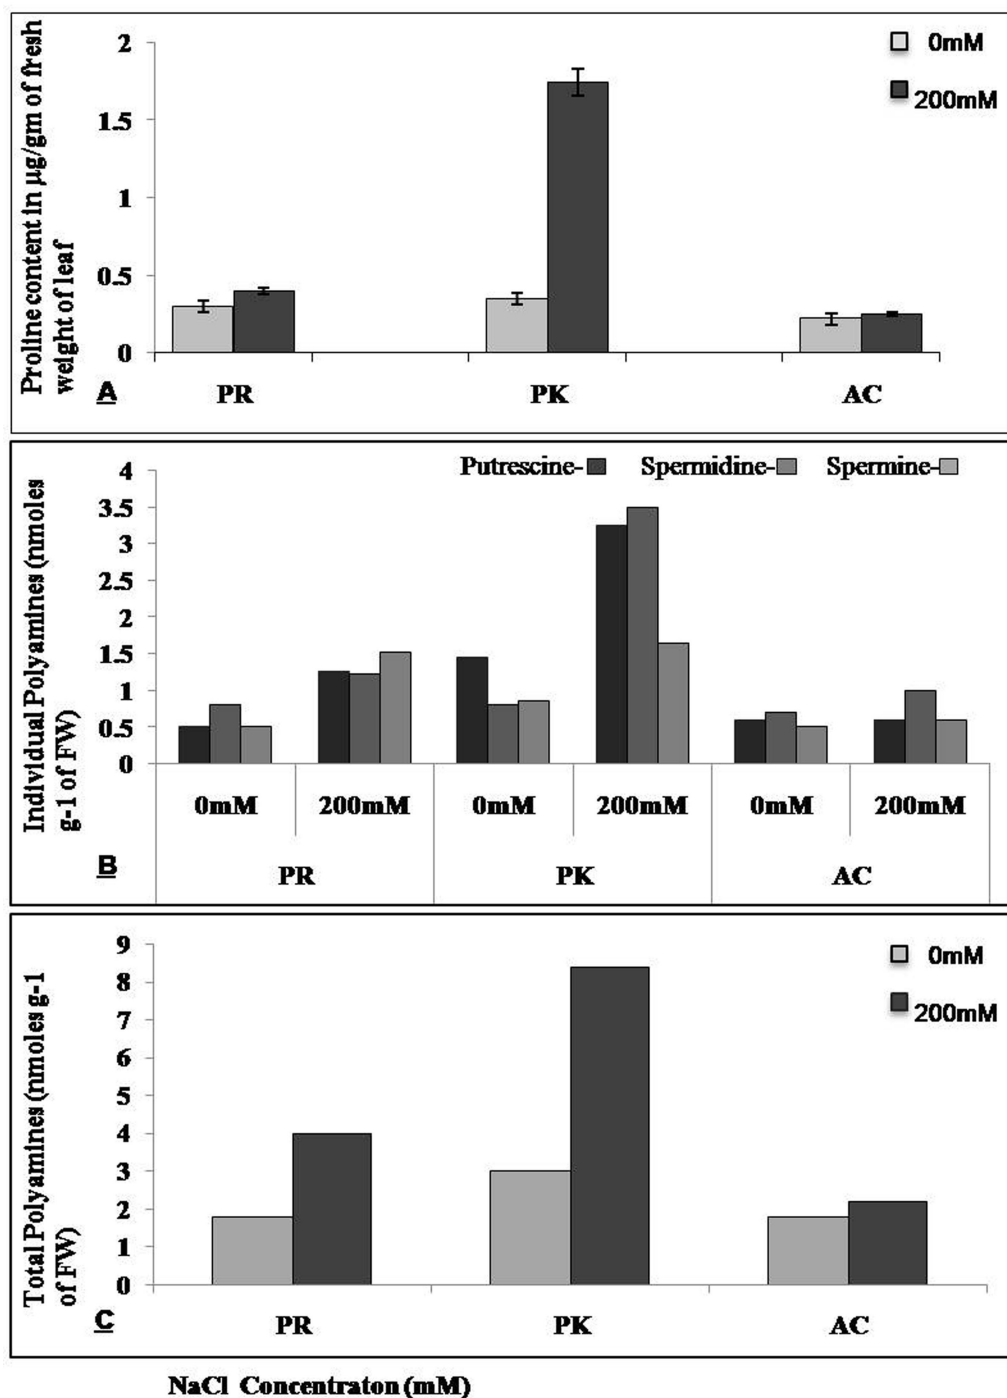 Proline content in µg/gm of fresh
weight of leaf
2
1.5
1
0.5
0
0mM
200mM
A
PR PK AC
Individual Polyamines (nmoles
g-1 of FW)
Putrescine- Spermidine- Spermine-
4
3.5
3
2.5
2
1.5
1
0.5
0
0mM 200mM 0mM 200mM 0mM 200mM
B
PR PK AC
Total Polyamines (nmoles g-1
of FW)
9
8
7
6
5
4
3
2
1
0
0mM
200mM
C
PR PK AC
NaCl Concentraton (mM)